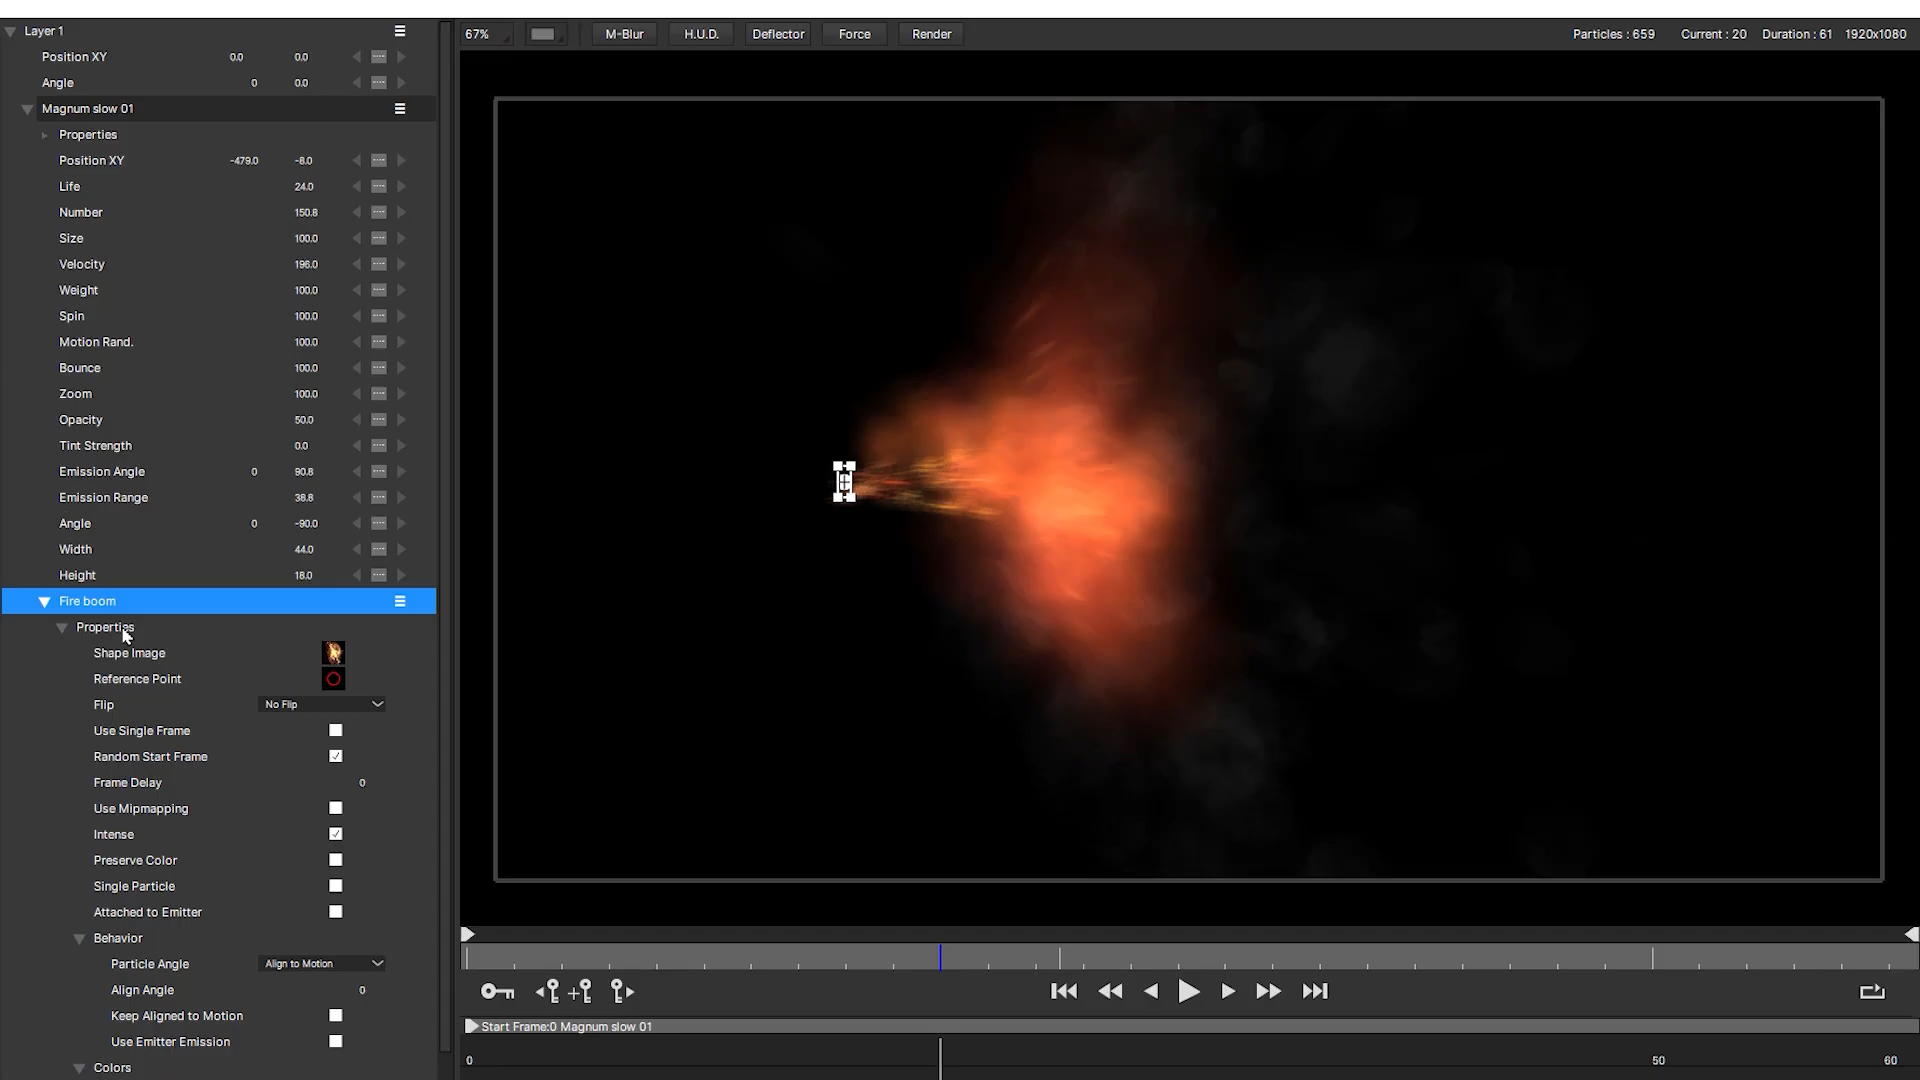 Layer 1
Position XY 0.0 0.0
Angle 0 0.0
Magnum slow 01
Properties
Position XY -479.0 -8.0
Life 24.0
Number 150.8
Size 100.0
Velocity 196.0
Weight 100.0
Spin 100.0
Motion Rand. 100.0
Bounce 100.0
Zoom 100.0
Opacity 50.0
Tint Strength 0.0
Emission Angle 0 90.8
Emission Range 38.8
Angle 0 -90.0
Width 44.0
Height 18.0
Fire boom
Properties
Shape Image
Reference Point
Flip No Flip
Use Single Frame
Random Start Frame
Frame Delay 0
Use Mipmapping
Intense
Preserve Color
Single Particle
Attached to Emitter
Behavior
Particle Angle Align to Motion
Align Angle 0
Keep Aligned to Motion
Use Emitter Emission
Colors
67% M-Blur H.U.D. Deflector Force Render Particles : 659 Current : 20 Duration : 61 1920x1080
Start Frame:0 Magnum slow 01
0 50 60